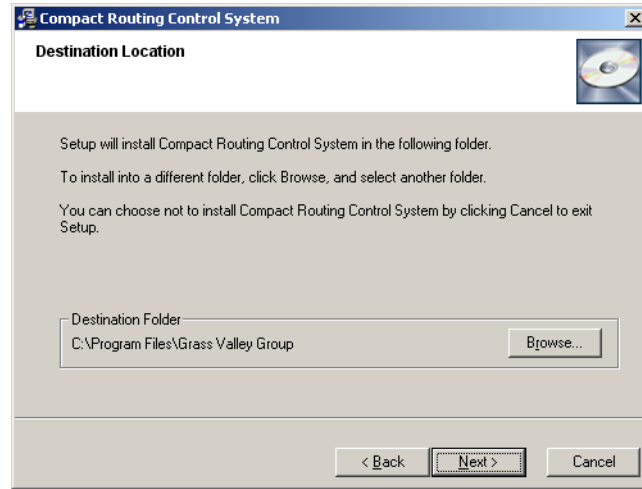 Compact Routing Control System
Destination Location
Setup will install Compact Routing Control System in the following folder.
To install into a different folder, click Browse, and select another folder.
You can choose not to install Compact Routing Control System by clicking Cancel to exit
Setup.
Destination Folder
C:\Program Files\Grass Valley Group
Browse...
< Back
Next >
Cancel